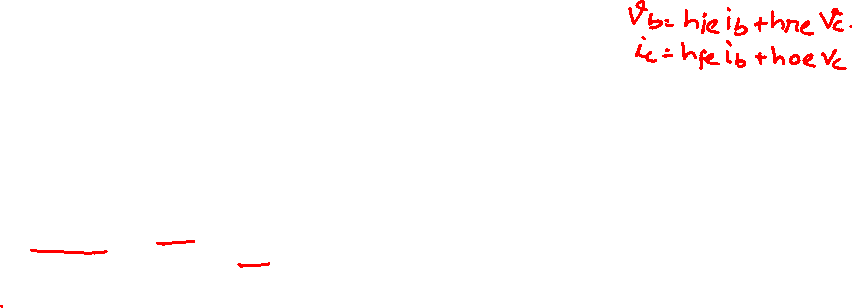 vb = hie ib + hre vc.
ic = hfe ib + hoe vc